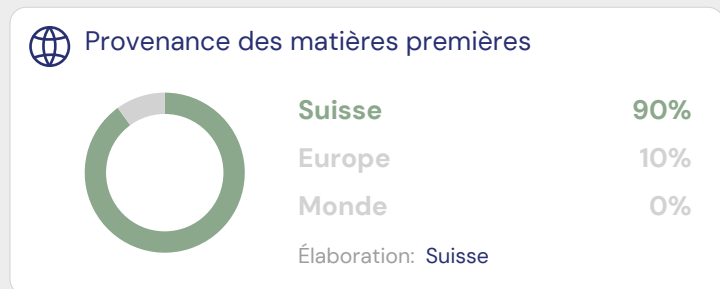 Provenance des matières premières
Suisse 90%
Europe 10%
Monde 0%
Élaboration: Suisse